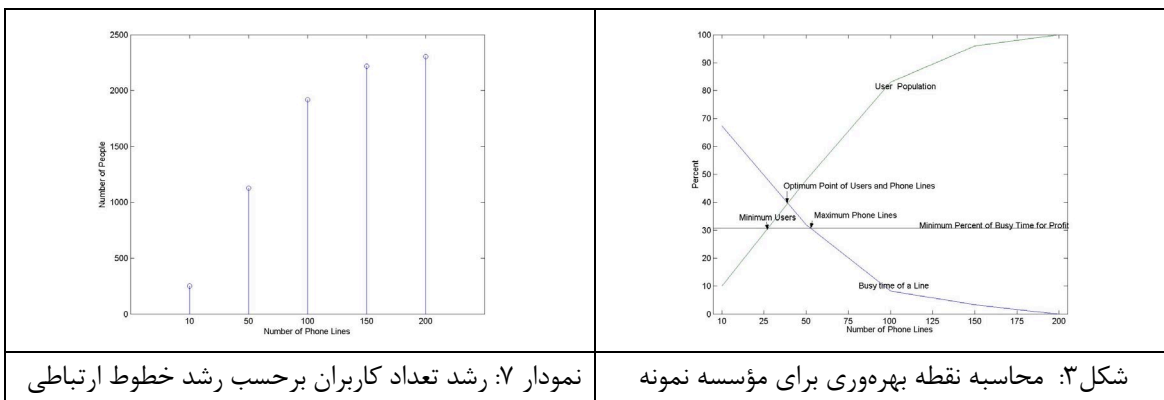 2500
2000
1500
1000
500
0
Number of People
10 50 100 150 200
Number of Phone Lines
100
90
80
70
60
50
40
30
20
10
0
Percent
User Population
Optimum Point of Users and Phone Lines
Minimum Users
Maximum Phone Lines
Minimum Percent of Busy Time for Profit
Busy time of a Line
10 25 50 75 100 125 150 175 200
Number of Phone Lines
نمودار ۷: رشد تعداد کاربران برحسب رشد خطوط ارتباطی
شکل۳: محاسبه نقطه بهره‌وری برای مؤسسه نمونه